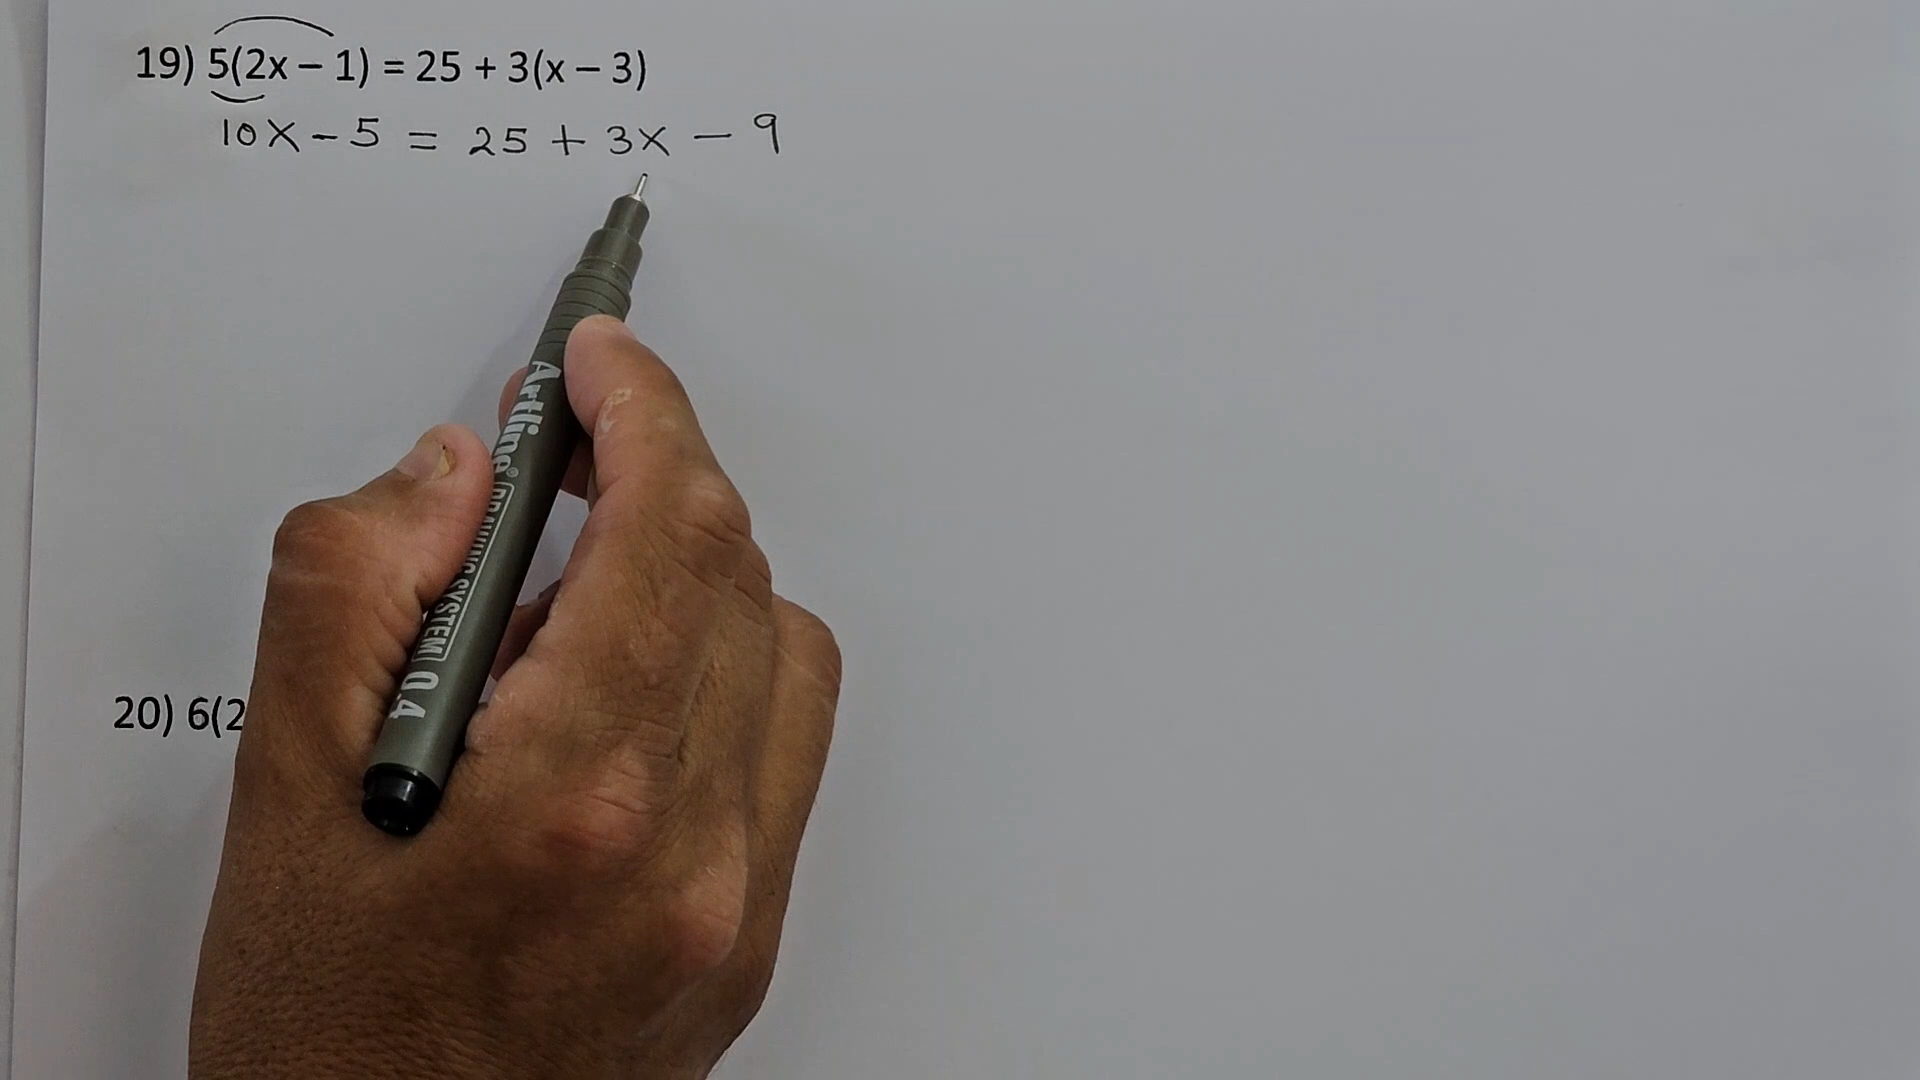 19) 5(2x – 1) = 25 + 3(x – 3)
10x – 5 = 25 + 3x – 9
Artline® DRAWING SYSTEM 0.4
20) 6(2